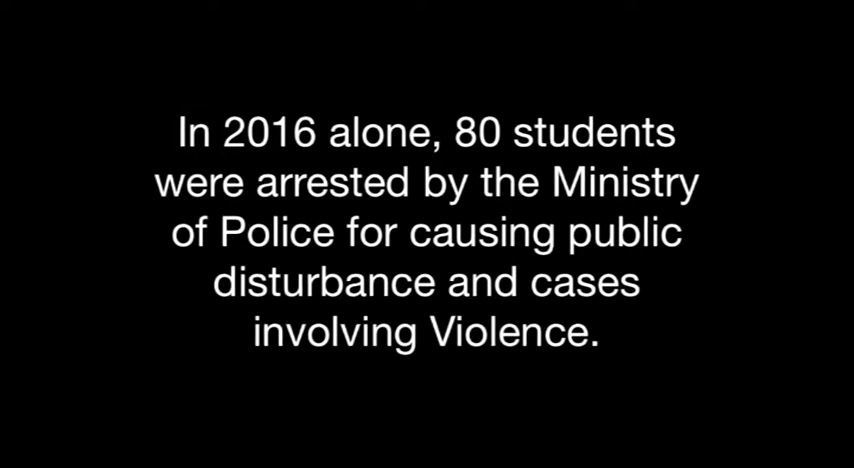 In 2016 alone, 80 students
were arrested by the Ministry
of Police for causing public
disturbance and cases
involving Violence.